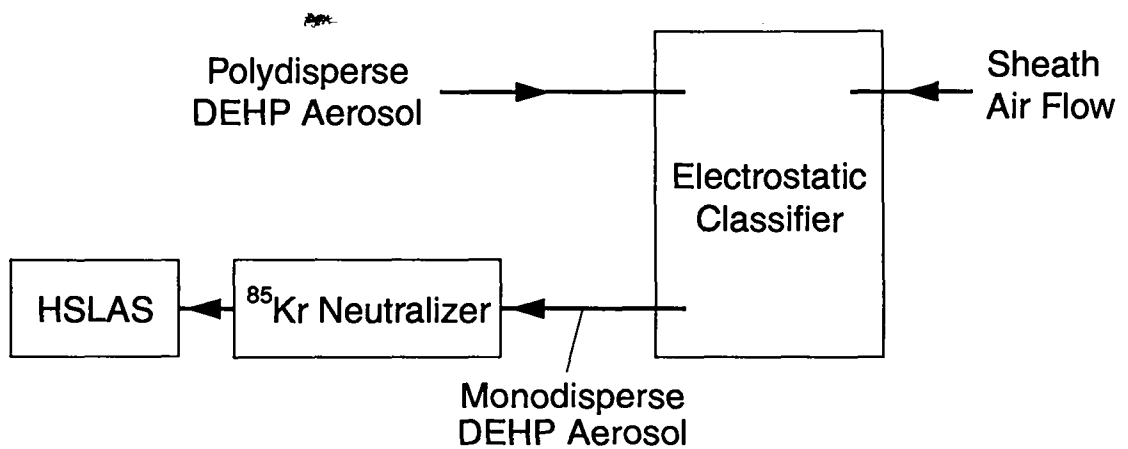 Polydisperse
DEHP Aerosol
Sheath
Air Flow
Electrostatic
Classifier
HSLAS
⁸⁵Kr Neutralizer
Monodisperse
DEHP Aerosol